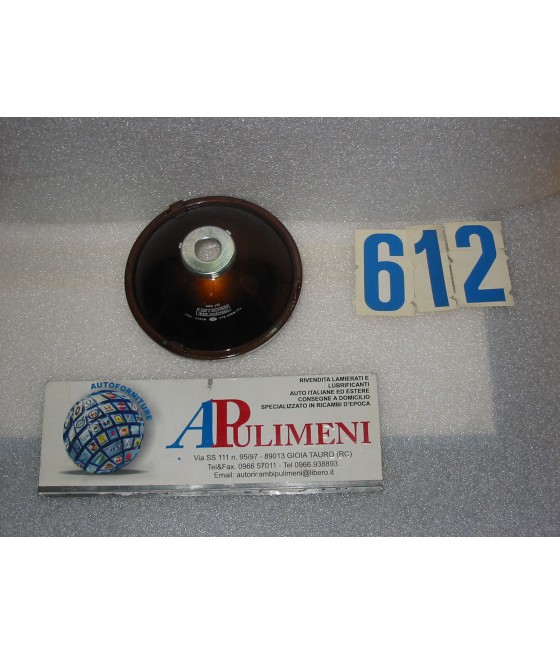 612
AUTOFORNITURE
APULIMENI
RIVENDITA LAMIERATI E
LUBRIFICANTI
AUTO ITALIANE ED ESTERE
CONSEGNE A DOMICILIO
SPECIALIZZATO IN RICAMBI D'EPOCA
Via SS 111 n. 95/97 - 89013 GIOIA TAURO (RC)
Tel&Fax. 0966 57011 - Tel 0966.938893
Email: autoricambipulimeni@libero.it